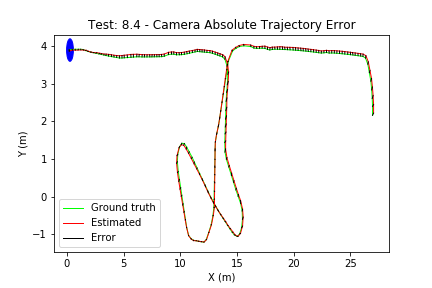 Test: 8.4 - Camera Absolute Trajectory Error
4
3
2
1
0
−1
Y (m)
Ground truth
Estimated
Error
0 5 10 15 20 25
X (m)